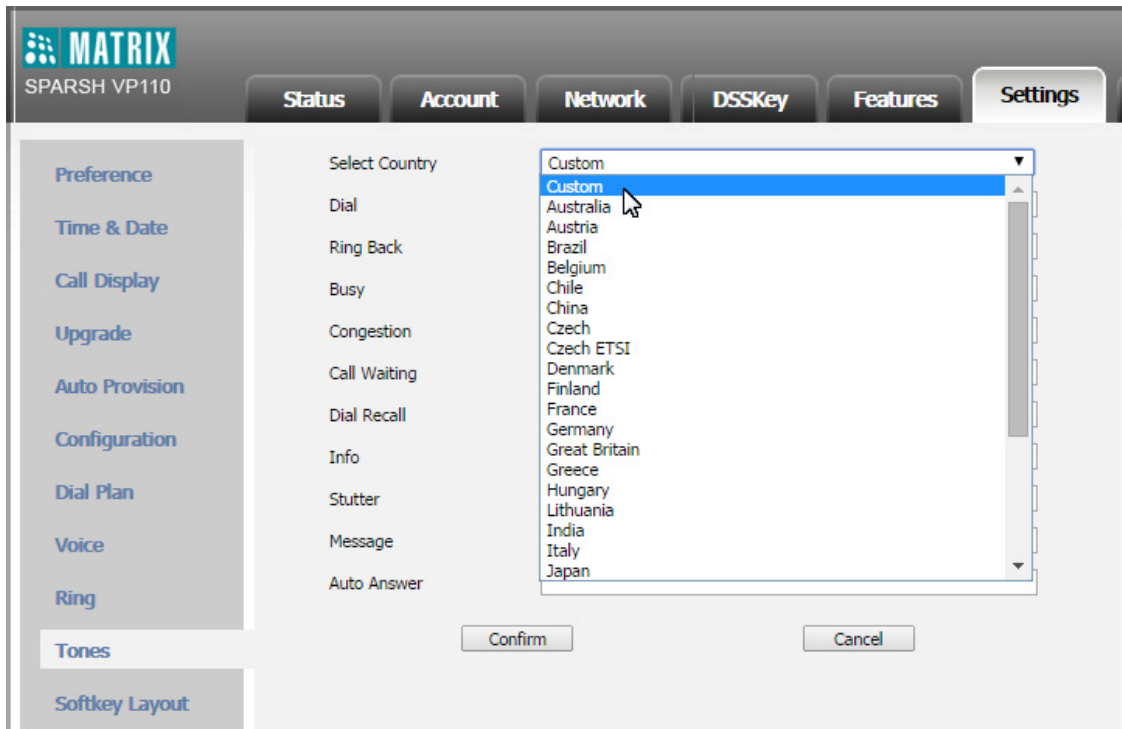 MATRIX
SPARSH VP110
Status Account Network DSSKey Features Settings
Preference
Time & Date
Call Display
Upgrade
Auto Provision
Configuration
Dial Plan
Voice
Ring
Tones
Softkey Layout
Select Country Custom
Dial
Ring Back
Busy
Congestion
Call Waiting
Dial Recall
Info
Stutter
Message
Auto Answer
Custom
Australia
Austria
Brazil
Belgium
Chile
China
Czech
Czech ETSI
Denmark
Finland
France
Germany
Great Britain
Greece
Hungary
Lithuania
India
Italy
Japan
Confirm Cancel